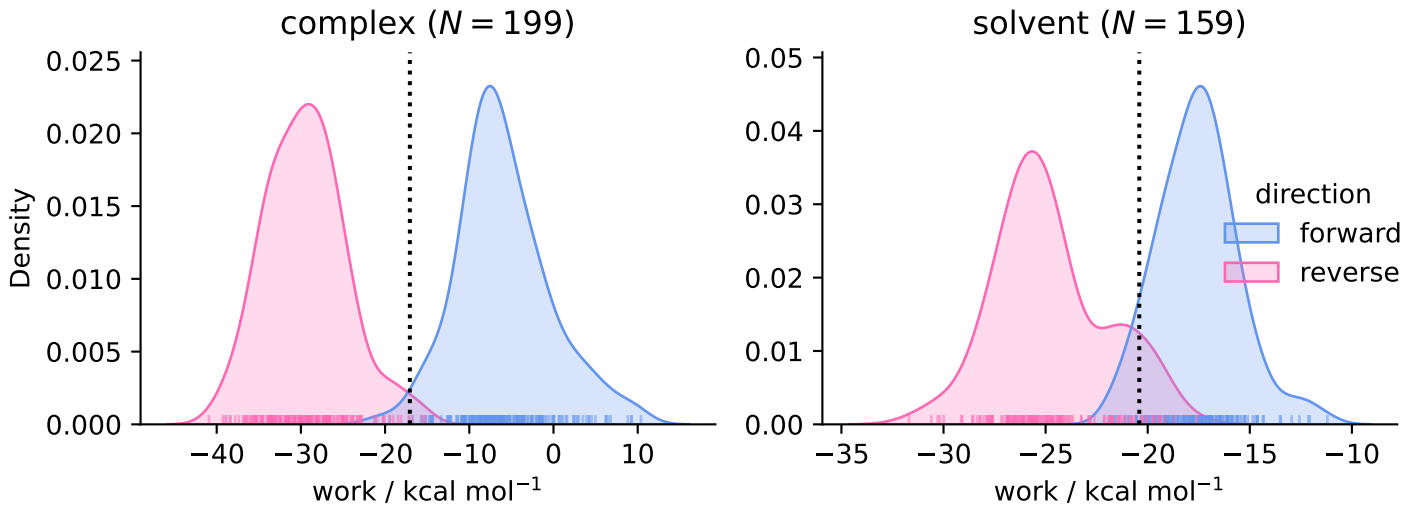 complex (N = 199)
Density
0.025
0.020
0.015
0.010
0.005
0.000
−40 −30 −20 −10 0 10
work / kcal mol⁻¹
solvent (N = 159)
0.05
0.04
0.03
0.02
0.01
0.00
−35 −30 −25 −20 −15 −10
work / kcal mol⁻¹
direction
forward
reverse